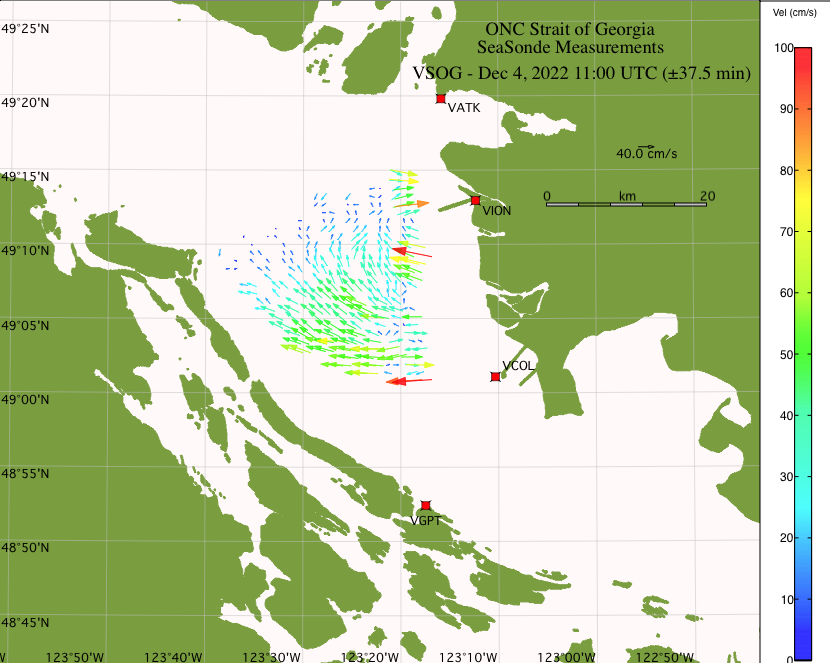 Vel (cm/s)
ONC Strait of Georgia
SeaSonde Measurements
VSOG - Dec 4, 2022 11:00 UTC (±37.5 min)
49°25'N
49°20'N
49°15'N
49°10'N
49°05'N
49°00'N
48°55'N
48°50'N
48°45'N
VATK
40.0 cm/s
0 km 20
VION
VCOL
VGPT
W 123°50'W 123°40'W 123°30'W 123°20'W 123°10'W 123°00'W 122°50'W
100
90
80
70
60
50
40
30
20
10
0